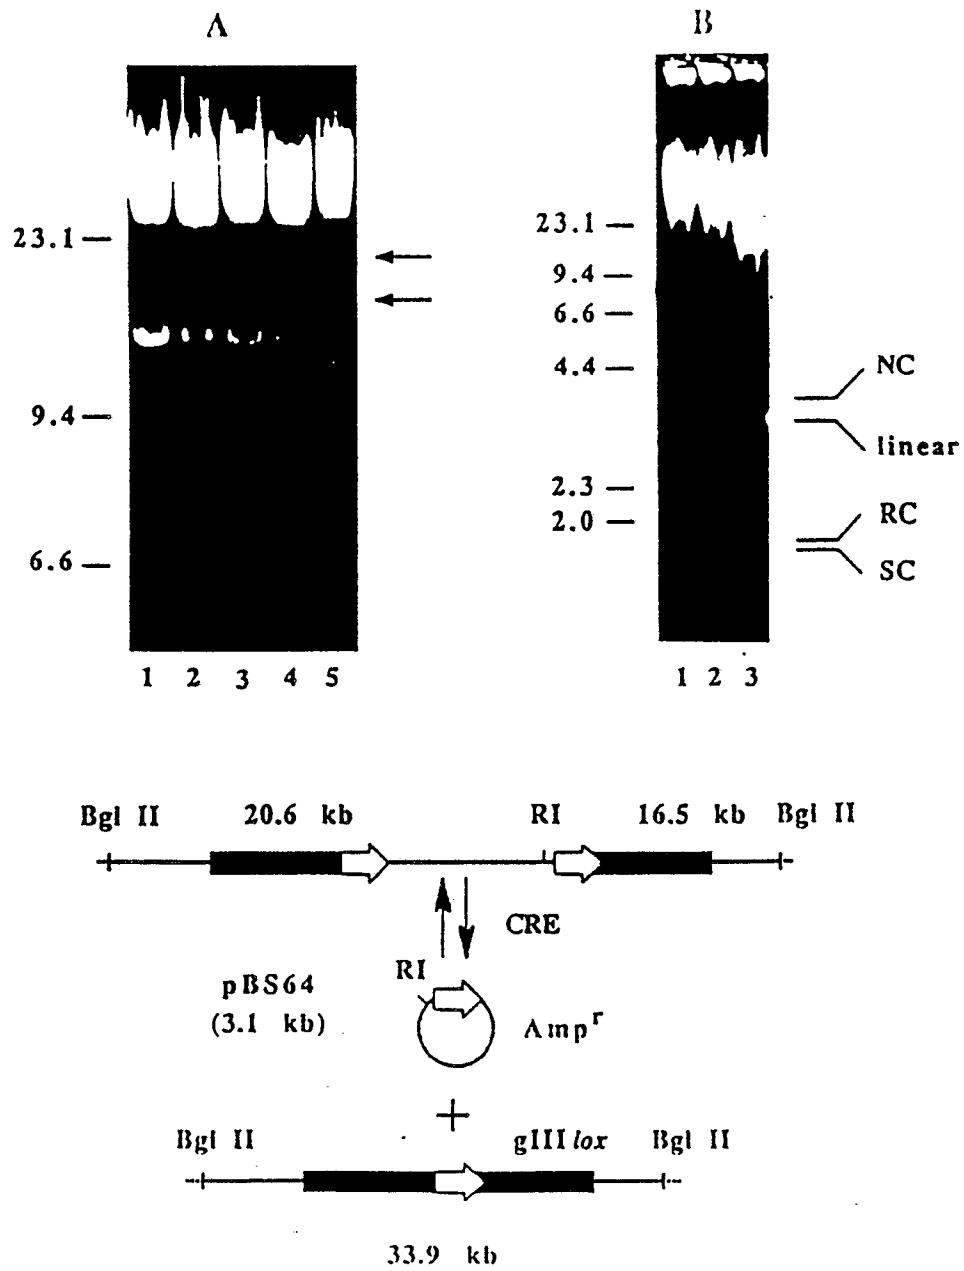 A
B
23.1
9.4
6.6
1 2 3 4 5
23.1
9.4
6.6
4.4
2.3
2.0
NC
linear
RC
SC
1 2 3
Bgl II 20.6 kb RI 16.5 kb Bgl II
CRE
RI
pBS64
(3.1 kb)
Amp^r
+
Bgl II gIII lox Bgl II
33.9 kb